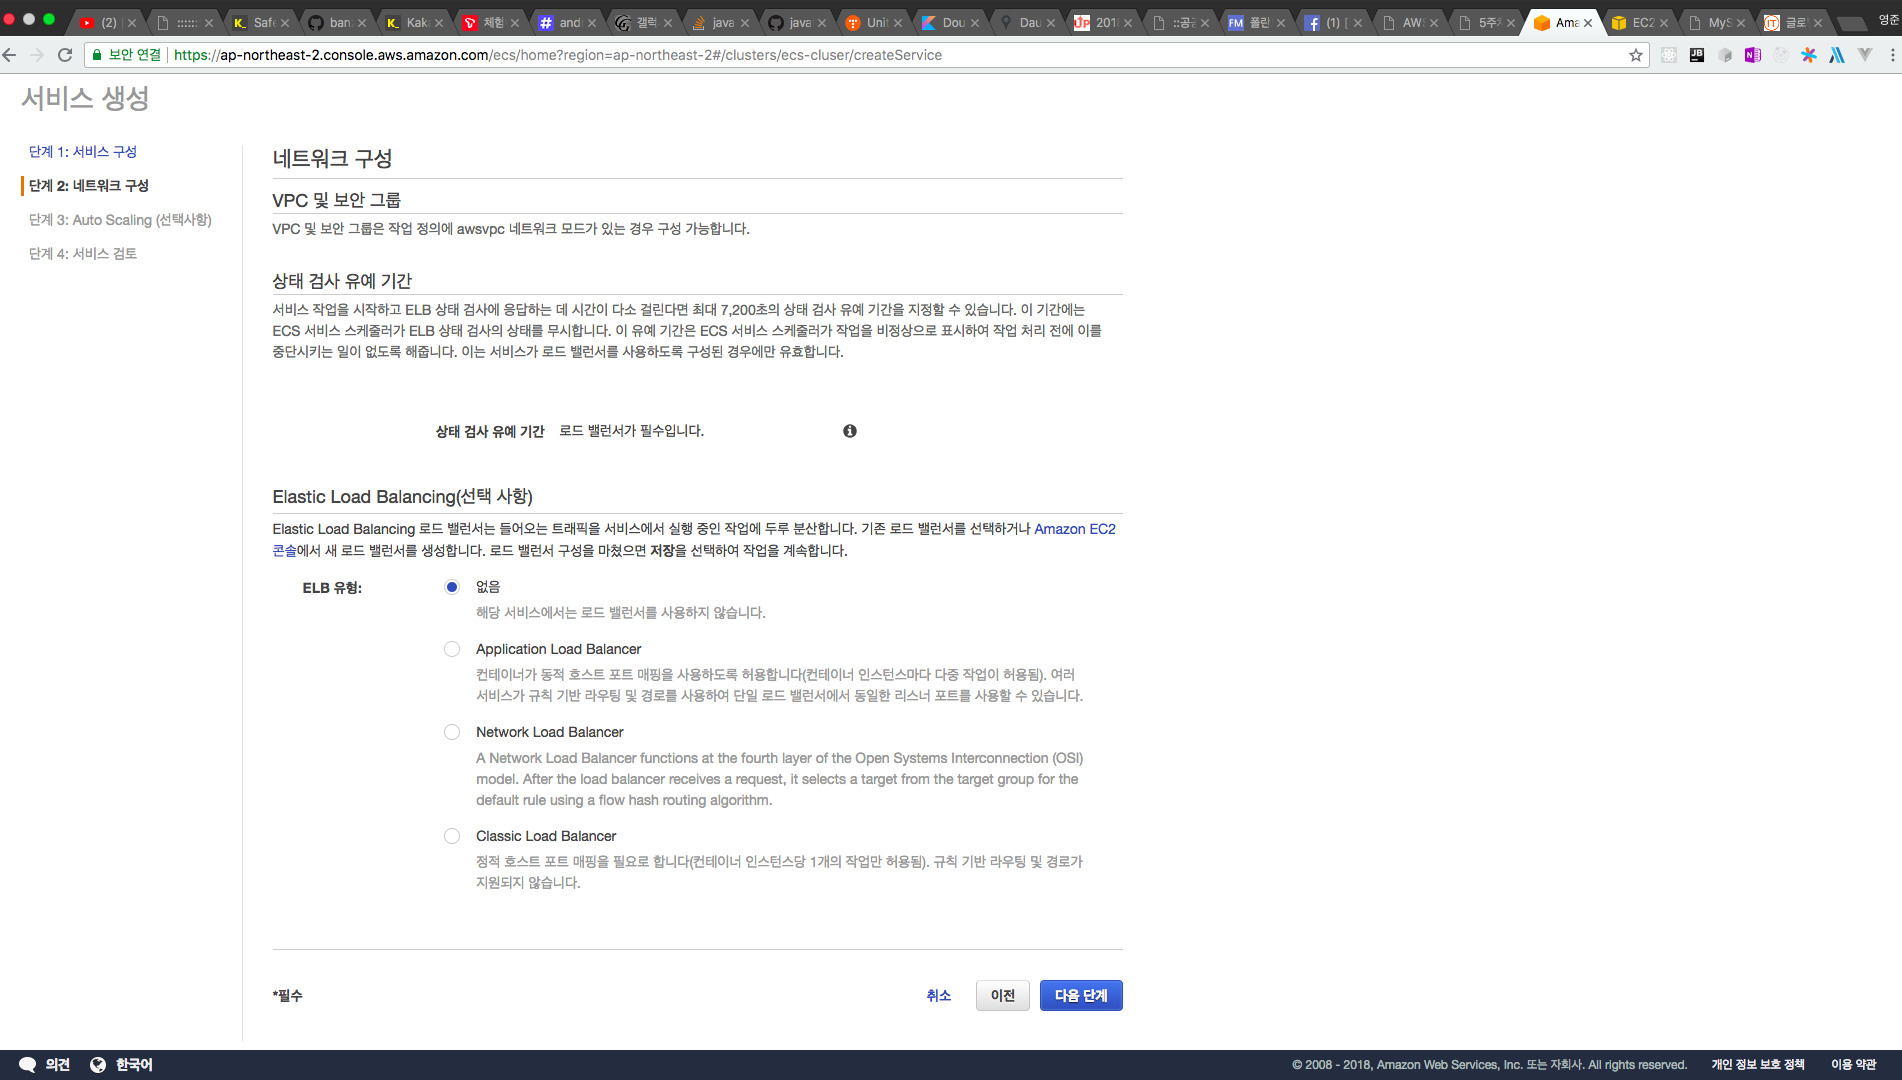 (2) [
::::::
Safe
ban
Kak
체험
and
갤럭
java
java
Unit
Dou
Dau
201
::공
폴란
(1) [
AWS
5주차
Ama
EC2
MyS
글로
영준
보안 연결
https://ap-northeast-2.console.aws.amazon.com/ecs/home?region=ap-northeast-2#/clusters/ecs-cluser/createService
서비스 생성
단계 1: 서비스 구성
단계 2: 네트워크 구성
단계 3: Auto Scaling (선택사항)
단계 4: 서비스 검토
네트워크 구성
VPC 및 보안 그룹
VPC 및 보안 그룹은 작업 정의에 awsvpc 네트워크 모드가 있는 경우 구성 가능합니다.
상태 검사 유예 기간
서비스 작업을 시작하고 ELB 상태 검사에 응답하는 데 시간이 다소 걸린다면 최대 7,200초의 상태 검사 유예 기간을 지정할 수 있습니다. 이 기간에는
ECS 서비스 스케줄러가 ELB 상태 검사의 상태를 무시합니다. 이 유예 기간은 ECS 서비스 스케줄러가 작업을 비정상으로 표시하여 작업 처리 전에 이를
중단시키는 일이 없도록 해줍니다. 이는 서비스가 로드 밸런서를 사용하도록 구성된 경우에만 유효합니다.
상태 검사 유예 기간 로드 밸런서가 필수입니다.
Elastic Load Balancing(선택 사항)
Elastic Load Balancing 로드 밸런서는 들어오는 트래픽을 서비스에서 실행 중인 작업에 두루 분산합니다. 기존 로드 밸런서를 선택하거나 Amazon EC2
콘솔에서 새 로드 밸런서를 생성합니다. 로드 밸런서 구성을 마쳤으면 저장을 선택하여 작업을 계속합니다.
ELB 유형:
없음
해당 서비스에서는 로드 밸런서를 사용하지 않습니다.
Application Load Balancer
컨테이너가 동적 호스트 포트 매핑을 사용하도록 허용합니다(컨테이너 인스턴스마다 다중 작업이 허용됨). 여러
서비스가 규칙 기반 라우팅 및 경로를 사용하여 단일 로드 밸런서에서 동일한 리스너 포트를 사용할 수 있습니다.
Network Load Balancer
A Network Load Balancer functions at the fourth layer of the Open Systems Interconnection (OSI)
model. After the load balancer receives a request, it selects a target from the target group for the
default rule using a flow hash routing algorithm.
Classic Load Balancer
정적 호스트 포트 매핑을 필요로 합니다(컨테이너 인스턴스당 1개의 작업만 허용됨). 규칙 기반 라우팅 및 경로가
지원되지 않습니다.
*필수
취소
이전
다음 단계
의견
한국어
© 2008 - 2018, Amazon Web Services, Inc. 또는 자회사. All rights reserved.
개인 정보 보호 정책
이용 약관